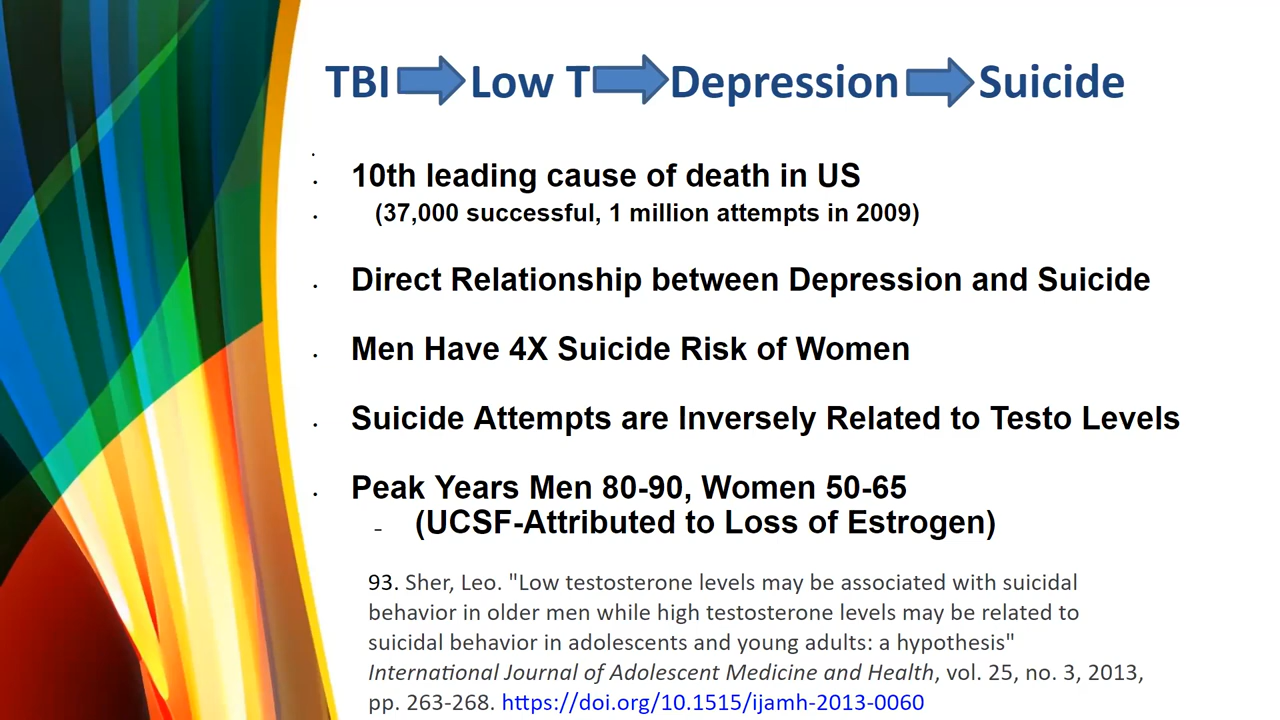 TBI Low T Depression Suicide
10th leading cause of death in US
(37,000 successful, 1 million attempts in 2009)
Direct Relationship between Depression and Suicide
Men Have 4X Suicide Risk of Women
Suicide Attempts are Inversely Related to Testo Levels
Peak Years Men 80-90, Women 50-65
(UCSF-Attributed to Loss of Estrogen)
93. Sher, Leo. "Low testosterone levels may be associated with suicidal
behavior in older men while high testosterone levels may be related to
suicidal behavior in adolescents and young adults: a hypothesis"
International Journal of Adolescent Medicine and Health, vol. 25, no. 3, 2013,
pp. 263-268. https://doi.org/10.1515/ijamh-2013-0060